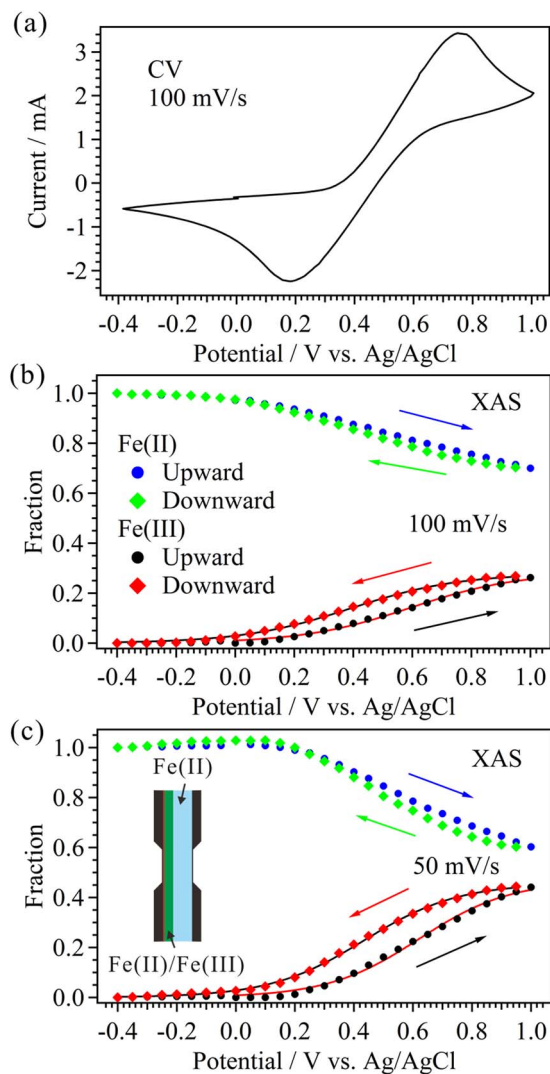 (a)
CV
100 mV/s
Current / mA
3
2
1
0
-1
-2
-0.4 -0.2 0.0 0.2 0.4 0.6 0.8 1.0
Potential / V vs. Ag/AgCl
(b)
XAS
Fe(II)
Upward
Downward
Fe(III)
Upward
Downward
100 mV/s
Fraction
1.0
0.8
0.6
0.4
0.2
0.0
-0.4 -0.2 0.0 0.2 0.4 0.6 0.8 1.0
Potential / V vs. Ag/AgCl
(c)
Fe(II)
XAS
50 mV/s
Fe(II)/Fe(III)
Fraction
1.0
0.8
0.6
0.4
0.2
0.0
-0.4 -0.2 0.0 0.2 0.4 0.6 0.8 1.0
Potential / V vs. Ag/AgCl